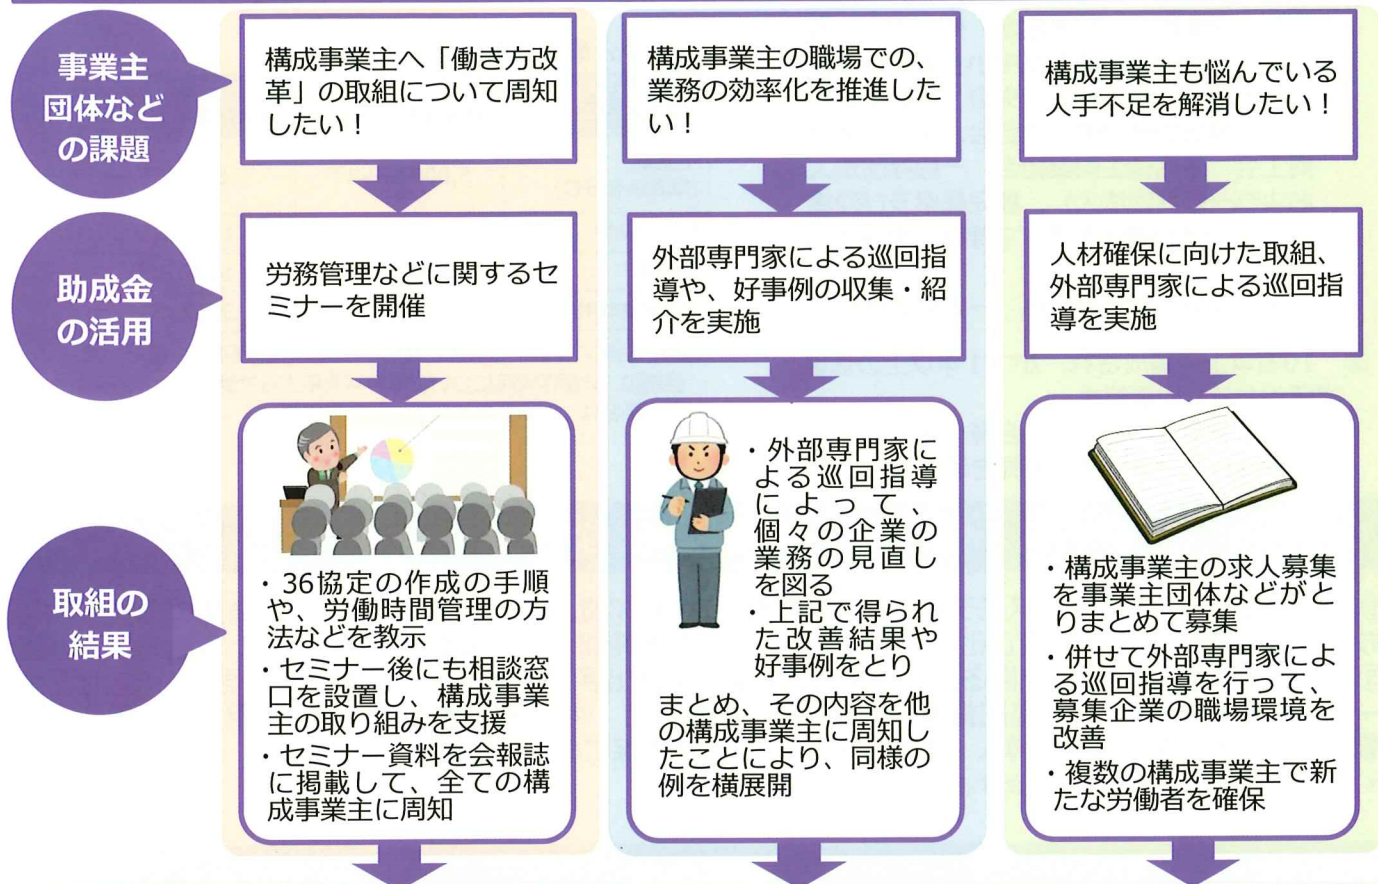 事業主
団体など
の課題
構成事業主へ「働き方改
革」の取組について周知
したい！
構成事業主の職場での、
業務の効率化を推進した
い！
構成事業主も悩んでいる
人手不足を解消したい！
助成金
の活用
労務管理などに関するセ
ミナーを開催
外部専門家による巡回指
導や、好事例の収集・紹
介を実施
人材確保に向けた取組、
外部専門家による巡回指
導を実施
取組の
結果
・36協定の作成の手順
や、労働時間管理の方
法などを教示
・セミナー後にも相談窓
口を設置し、構成事業
主の取り組みを支援
・セミナー資料を会報誌
に掲載して、全ての構
成事業主に周知
・外部専門家に
よる巡回指導
によって、
個々の企業の
業務の見直し
を図る
・上記で得られ
た改善結果や
好事例をとり
まとめ、その内容を他
の構成事業主に周知し
たことにより、同様の
例を横展開
・構成事業主の求人募集
を事業主団体などがと
りまとめて募集
・併せて外部専門家によ
る巡回指導を行って、
募集企業の職場環境を
改善
・複数の構成事業主で新
たな労働者を確保